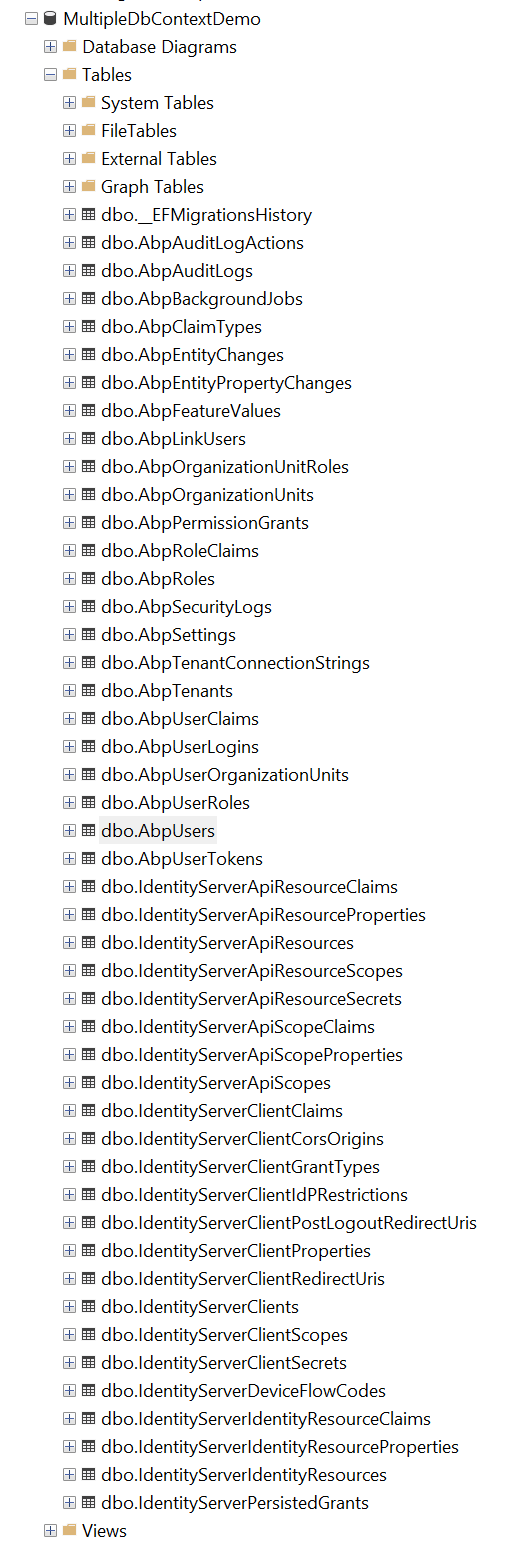 MultipleDbContextDemo
Database Diagrams
Tables
System Tables
FileTables
External Tables
Graph Tables
dbo.__EFMigrationsHistory
dbo.AbpAuditLogActions
dbo.AbpAuditLogs
dbo.AbpBackgroundJobs
dbo.AbpClaimTypes
dbo.AbpEntityChanges
dbo.AbpEntityPropertyChanges
dbo.AbpFeatureValues
dbo.AbpLinkUsers
dbo.AbpOrganizationUnitRoles
dbo.AbpOrganizationUnits
dbo.AbpPermissionGrants
dbo.AbpRoleClaims
dbo.AbpRoles
dbo.AbpSecurityLogs
dbo.AbpSettings
dbo.AbpTenantConnectionStrings
dbo.AbpTenants
dbo.AbpUserClaims
dbo.AbpUserLogins
dbo.AbpUserOrganizationUnits
dbo.AbpUserRoles
dbo.AbpUsers
dbo.AbpUserTokens
dbo.IdentityServerApiResourceClaims
dbo.IdentityServerApiResourceProperties
dbo.IdentityServerApiResources
dbo.IdentityServerApiResourceScopes
dbo.IdentityServerApiResourceSecrets
dbo.IdentityServerApiScopeClaims
dbo.IdentityServerApiScopeProperties
dbo.IdentityServerApiScopes
dbo.IdentityServerClientClaims
dbo.IdentityServerClientCorsOrigins
dbo.IdentityServerClientGrantTypes
dbo.IdentityServerClientIdPRestrictions
dbo.IdentityServerClientPostLogoutRedirectUris
dbo.IdentityServerClientProperties
dbo.IdentityServerClientRedirectUris
dbo.IdentityServerClients
dbo.IdentityServerClientScopes
dbo.IdentityServerClientSecrets
dbo.IdentityServerDeviceFlowCodes
dbo.IdentityServerIdentityResourceClaims
dbo.IdentityServerIdentityResourceProperties
dbo.IdentityServerIdentityResources
dbo.IdentityServerPersistedGrants
Views